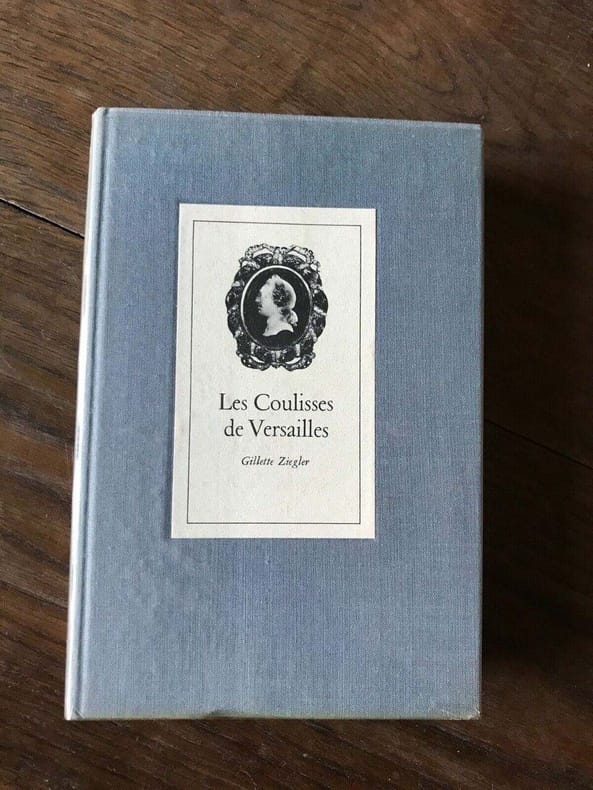 Les Coulisses
de Versailles
Gillette Ziegler